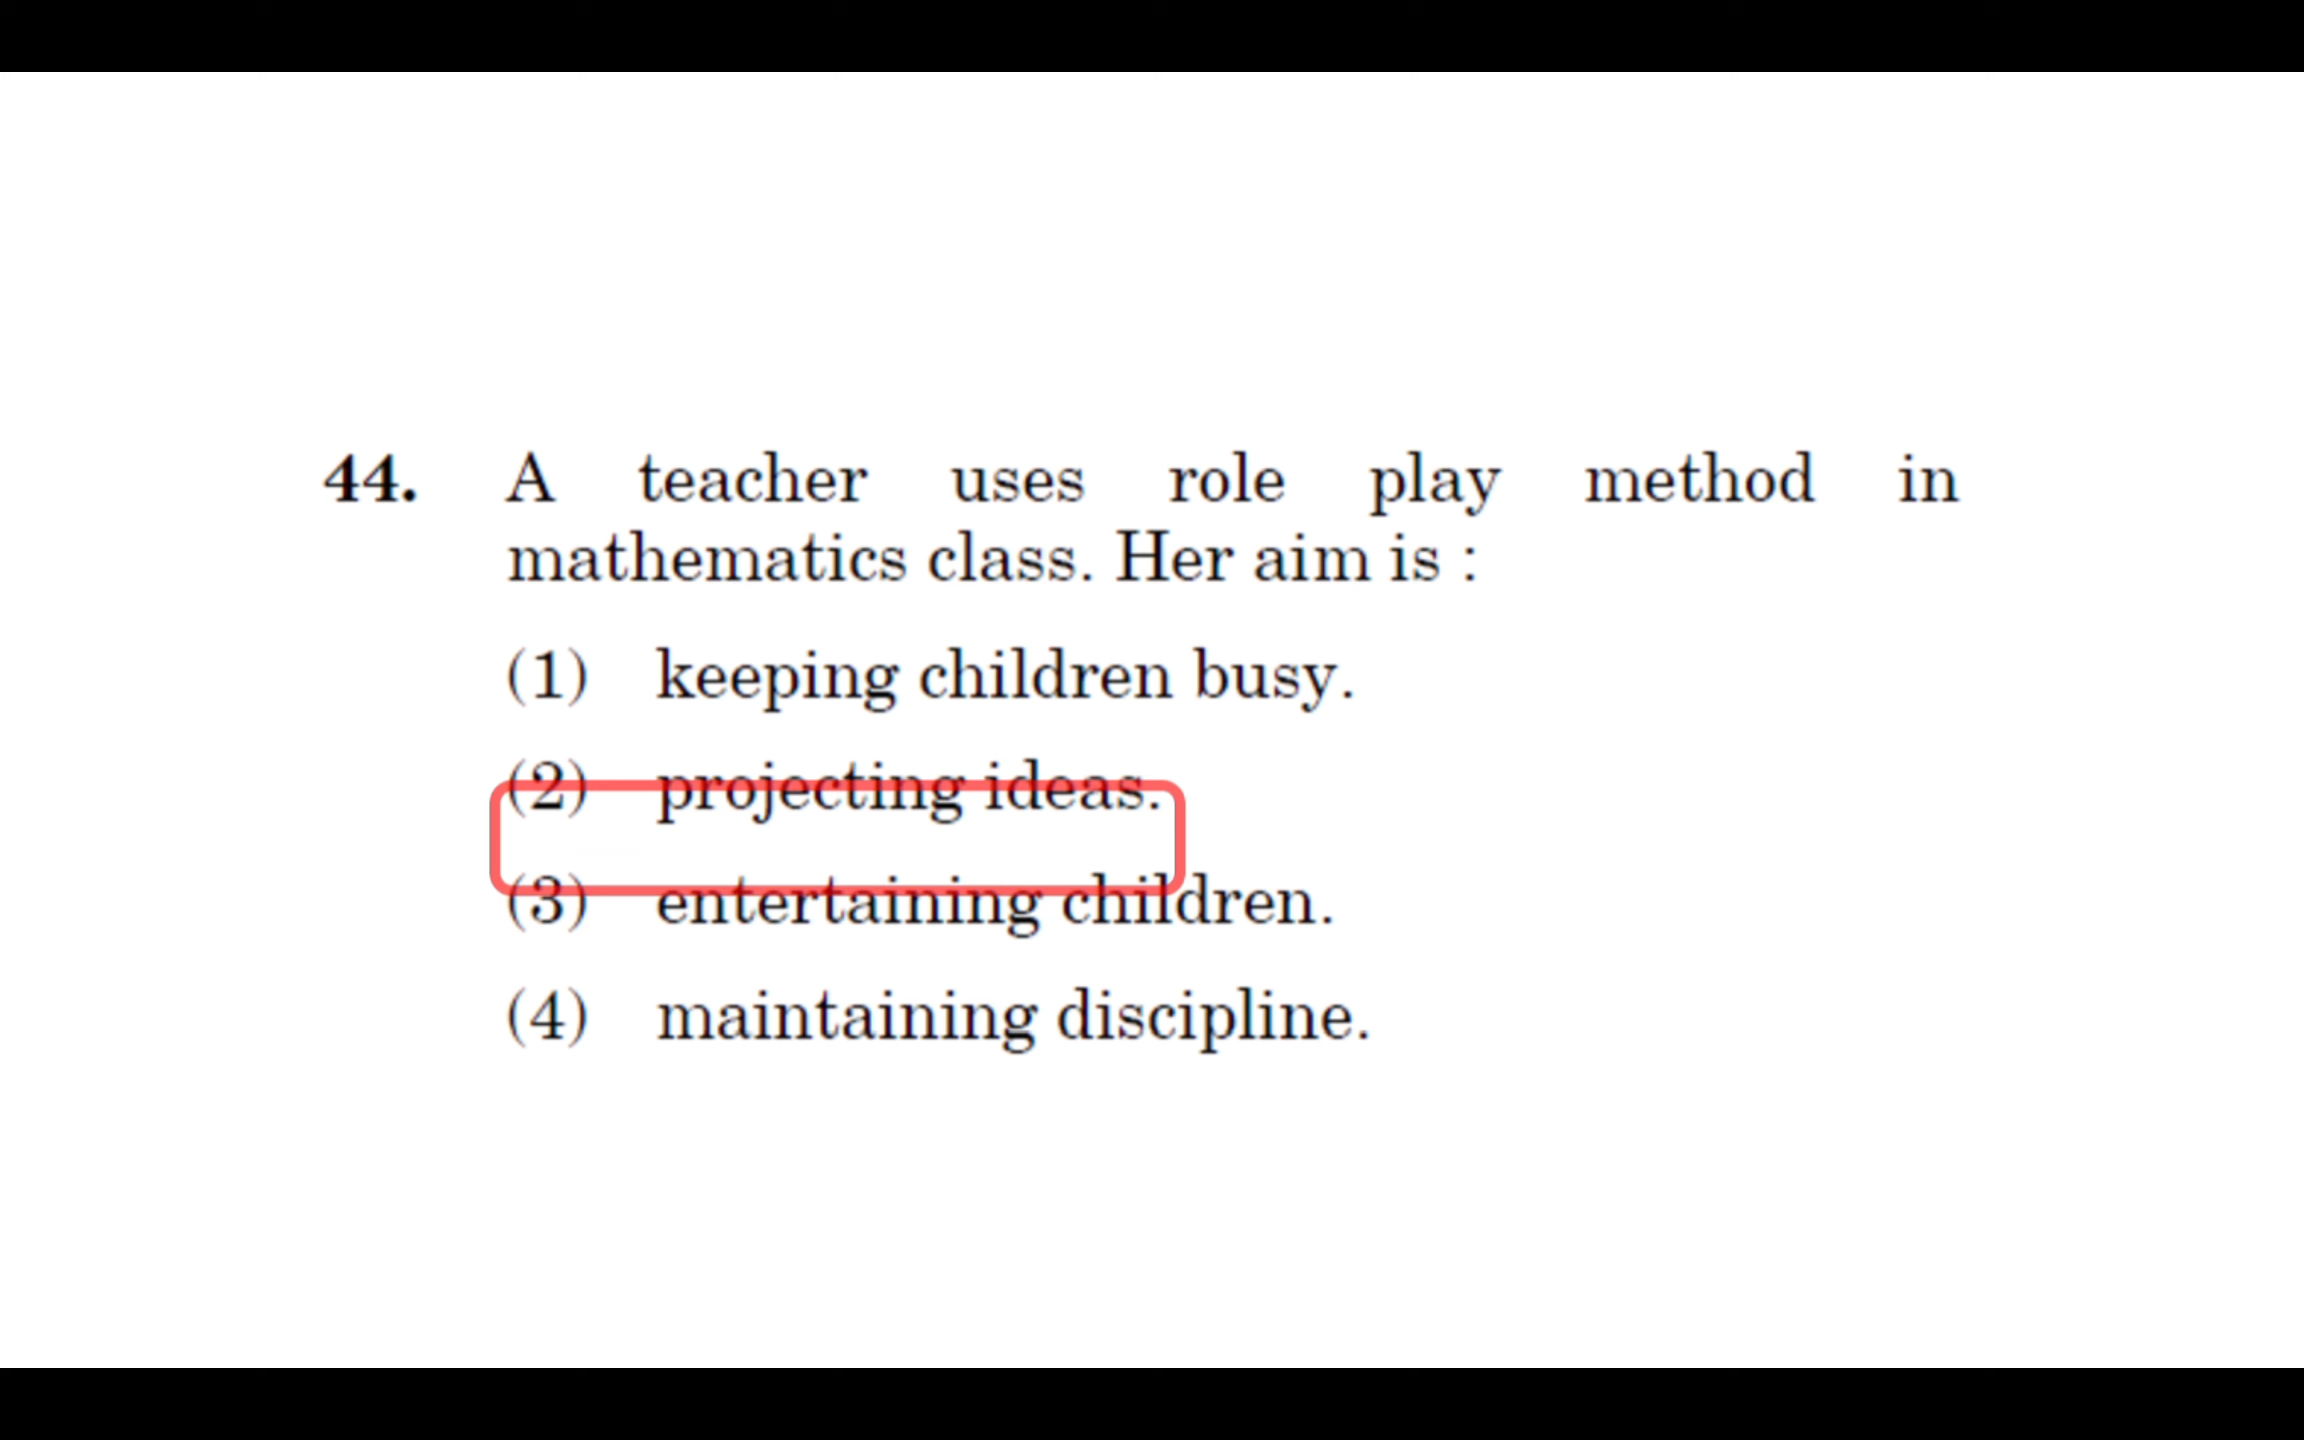 44. A teacher uses role play method in
mathematics class. Her aim is :
(1) keeping children busy.
(2) projecting ideas.
(3) entertaining children.
(4) maintaining discipline.